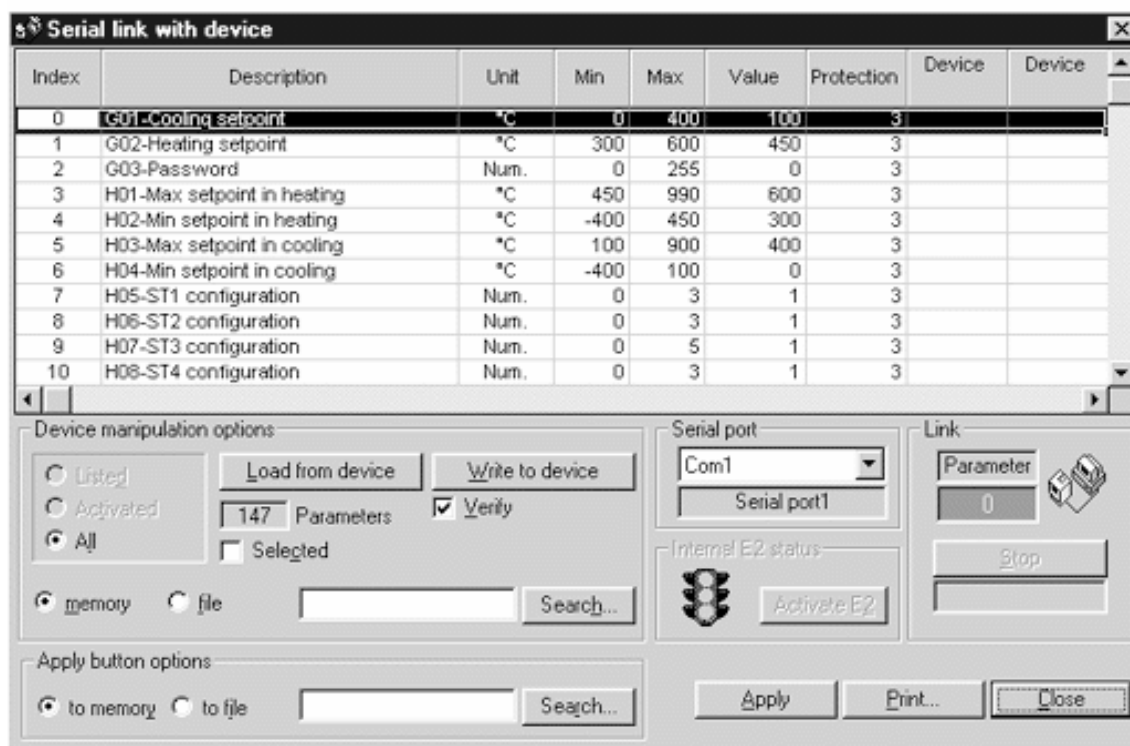 Serial link with device
Index Description Unit Min Max Value Protection Device Device
0 G01-Cooling setpoint °C 0 400 100 3
1 G02-Heating setpoint °C 300 600 450 3
2 G03-Password Num. 0 255 0 3
3 H01-Max setpoint in heating °C 450 990 600 3
4 H02-Min setpoint in heating °C -400 450 300 3
5 H03-Max setpoint in cooling °C 100 900 400 3
6 H04-Min setpoint in cooling °C -400 100 0 3
7 H05-ST1 configuration Num. 0 3 1 3
8 H06-ST2 configuration Num. 0 3 1 3
9 H07-ST3 configuration Num. 0 5 1 3
10 H08-ST4 configuration Num. 0 3 1 3
Device manipulation options
Listed
Activated
All
Load from device
Write to device
147 Parameters
Verify
Selected
memory file Search...
Serial port
Com1
Serial port1
Internal E2 status
Activate E2
Link
Parameter
0
Stop
Apply button options
to memory to file Search...
Apply Print... Close